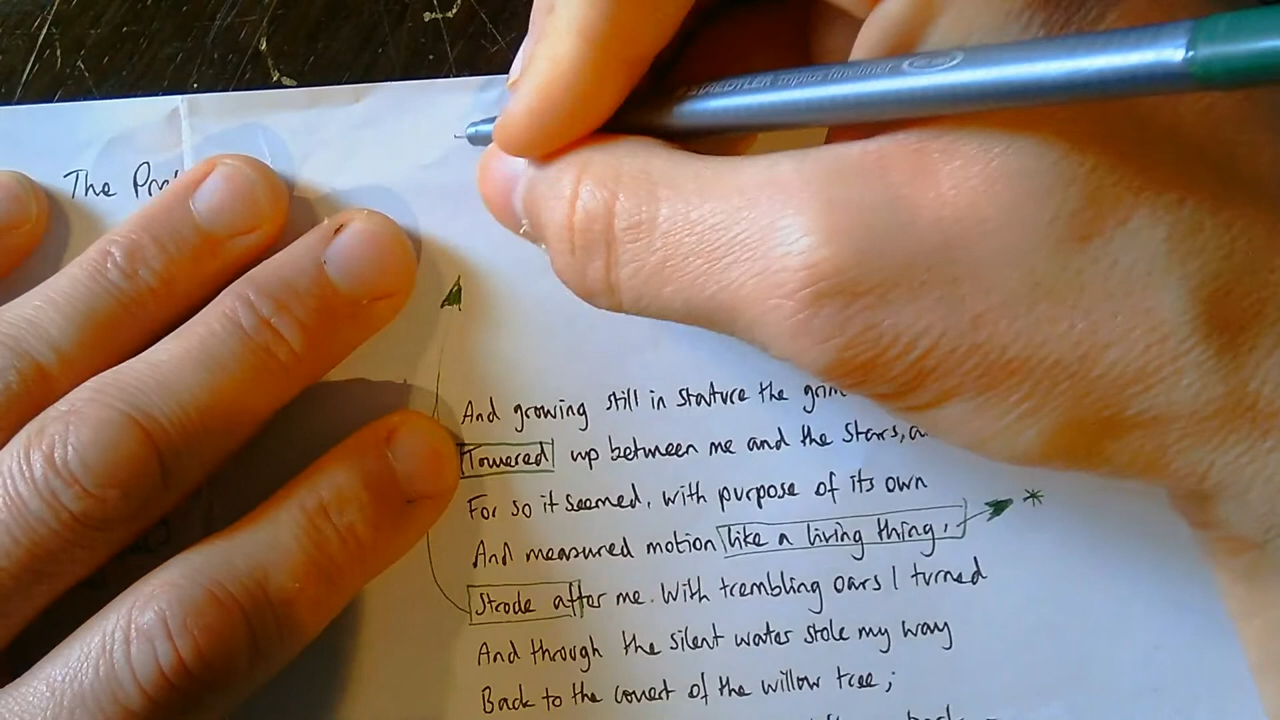 STAEDTLER triplus fineliner
The
And growing still in stature the grim
Towered up between me and the stars, a
For so it seemed, with purpose of its own
And measured motion like a living thing, *
Strode after me. With trembling oars I turned
And through the silent water stole my way
Back to the covert of the willow tree;